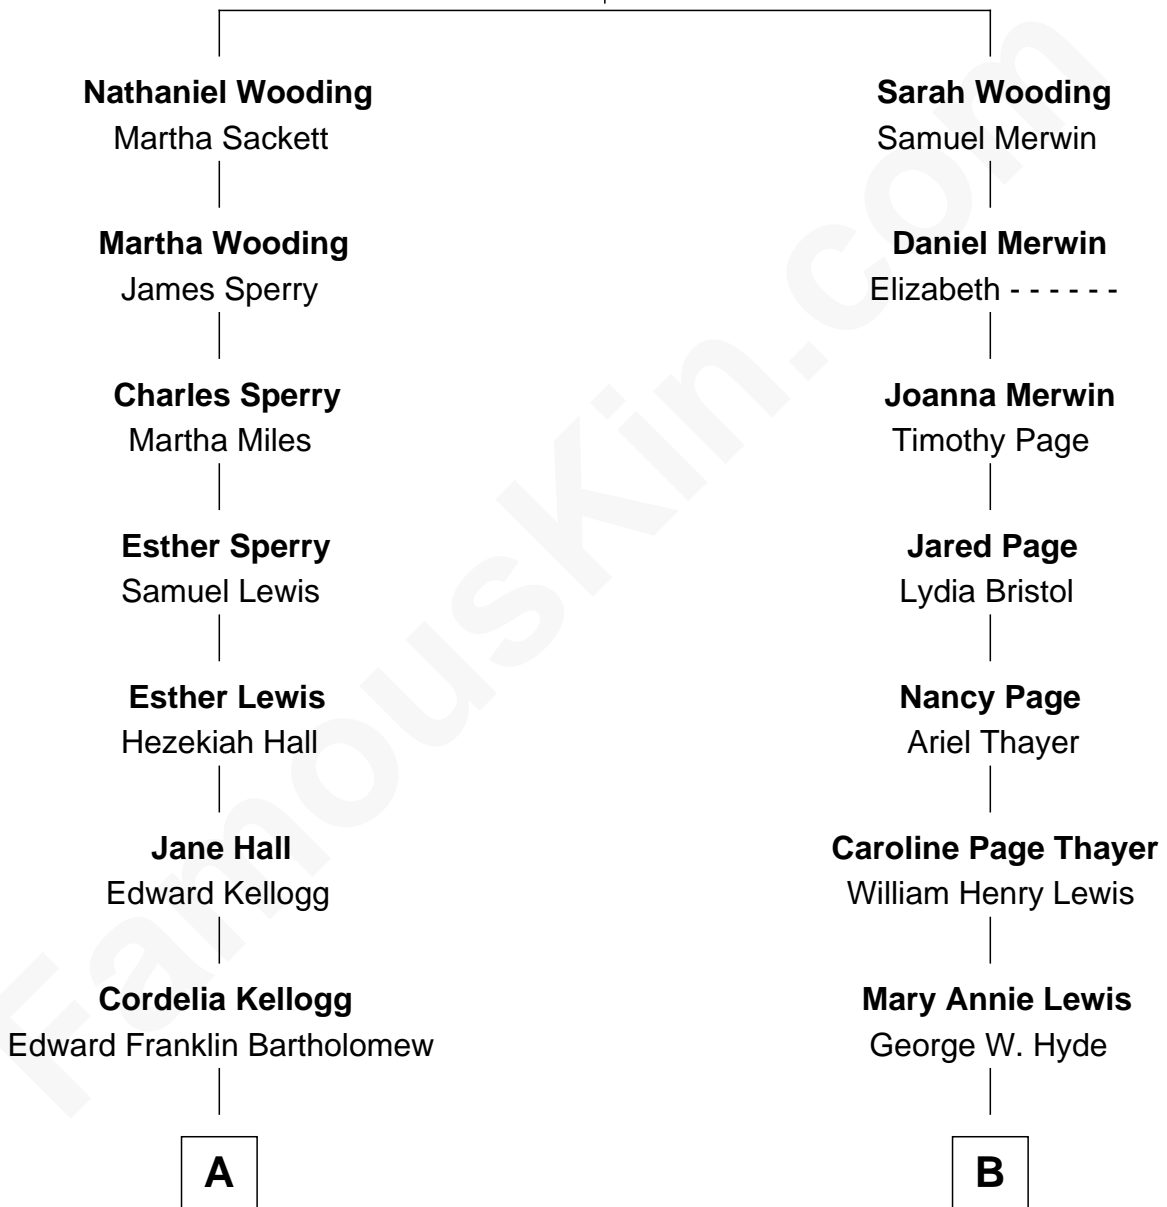 Nathaniel Wooding
Martha Sackett
Martha Wooding
James Sperry
Charles Sperry
Martha Miles
Esther Sperry
Samuel Lewis
Esther Lewis
Hezekiah Hall
Jane Hall
Edward Kellogg
Cordelia Kellogg
Edward Franklin Bartholomew
A
Sarah Wooding
Samuel Merwin
Daniel Merwin
Elizabeth - - - - - -
Joanna Merwin
Timothy Page
Jared Page
Lydia Bristol
Nancy Page
Ariel Thayer
Caroline Page Thayer
William Henry Lewis
Mary Annie Lewis
George W. Hyde
B
FamousKin.com